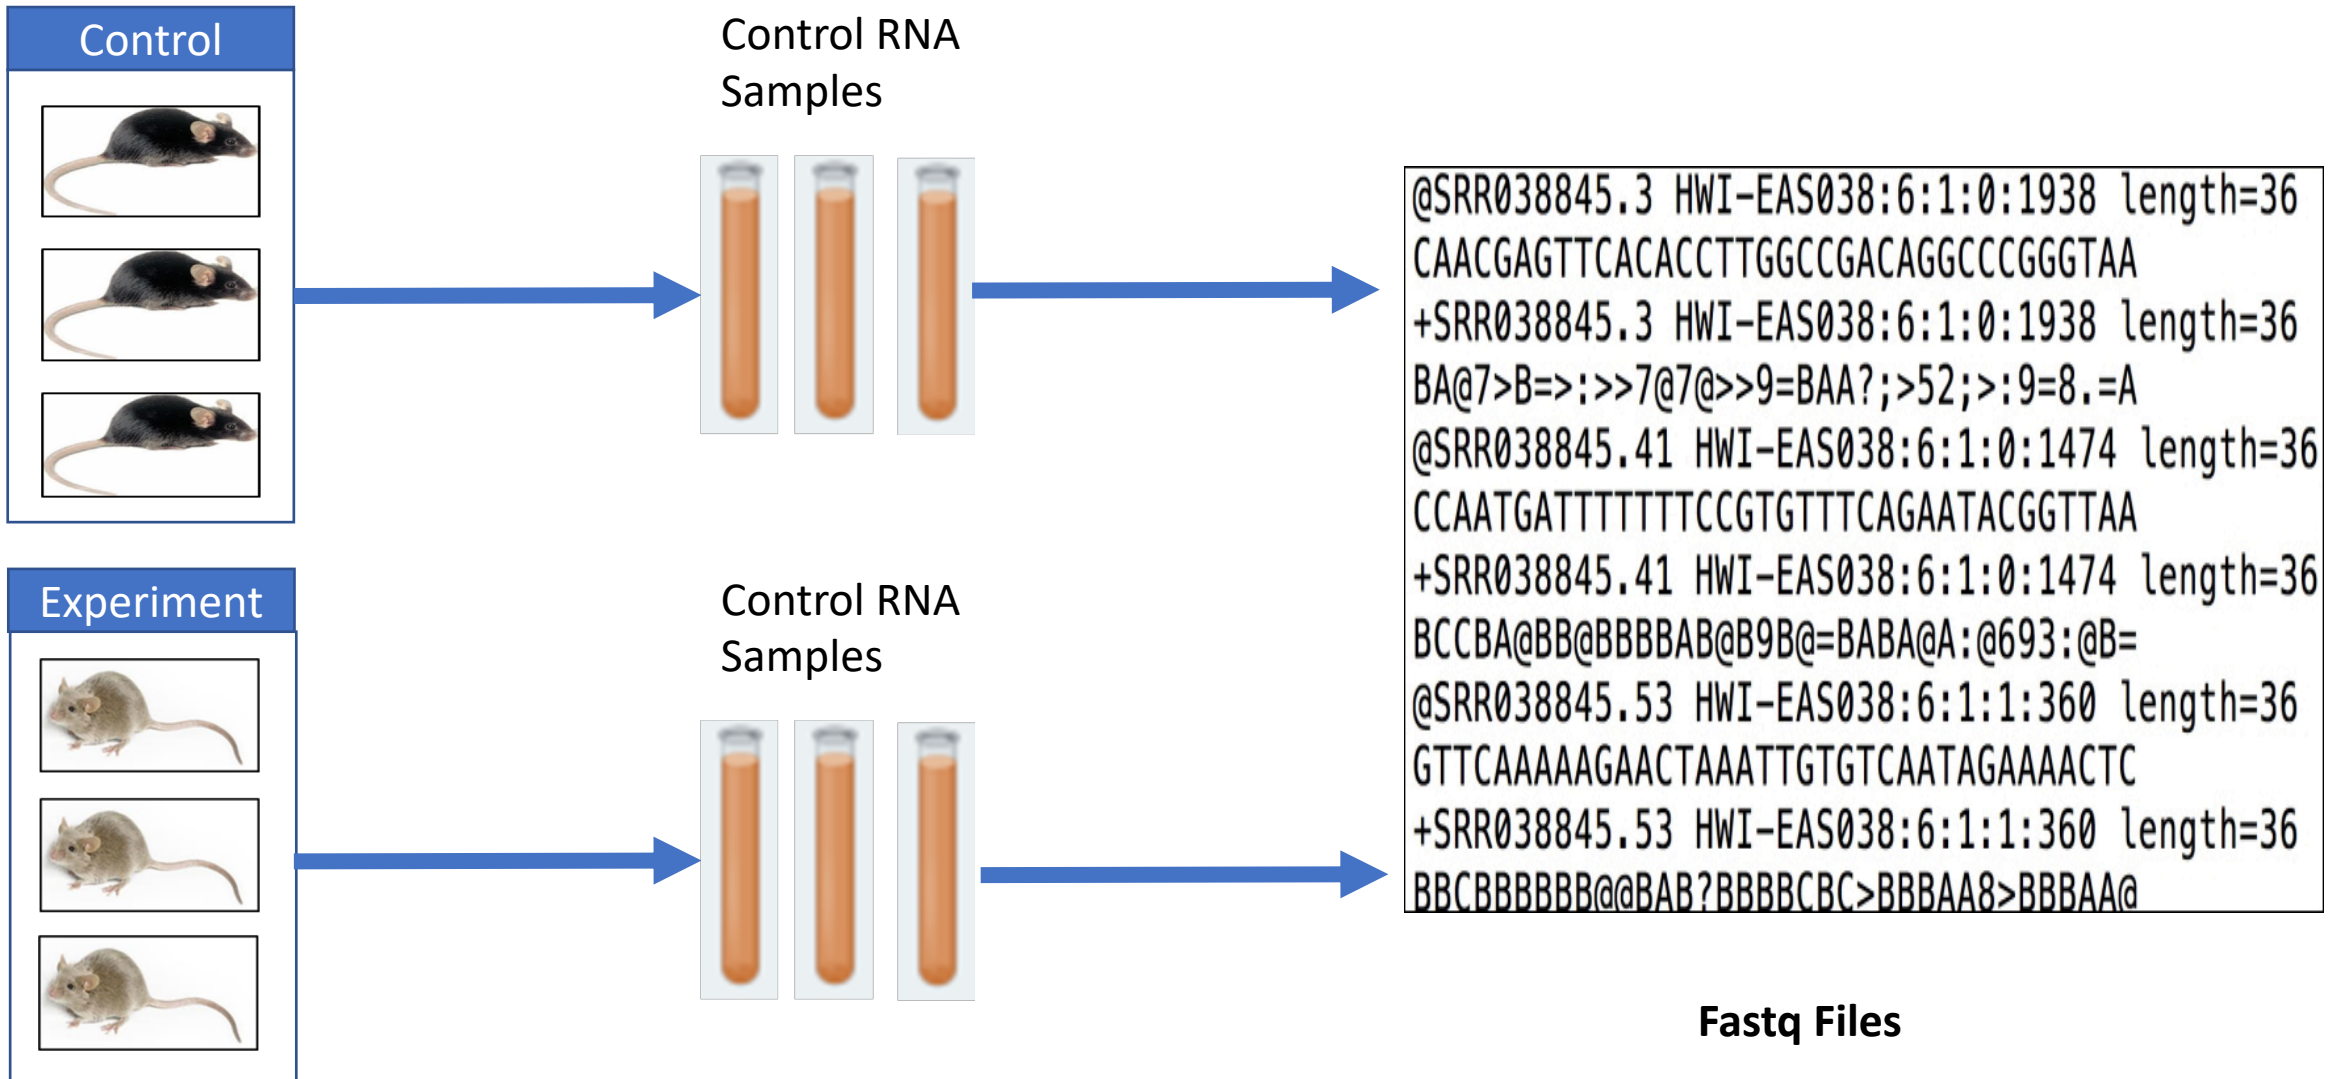 Control
Control RNA
Samples
@SRR038845.3 HWI-EAS038:6:1:0:1938 length=36
CAACGAGTTCACACCTTGGCCGACAGGCCCGGGTAA
+SRR038845.3 HWI-EAS038:6:1:0:1938 length=36
BA@7>B=>:>>7@7@>>9=BAA?;>52;>:9=8.=A
@SRR038845.41 HWI-EAS038:6:1:0:1474 length=36
CCAATGATTTTTTTCCGTGTTTCAGAATACGGTTAA
+SRR038845.41 HWI-EAS038:6:1:0:1474 length=36
BCCBA@BB@BBBBAB@B9B@=BABA@A:@693:@B=
@SRR038845.53 HWI-EAS038:6:1:1:360 length=36
GTTCAAAAAGAACTAAATTGTGTCAATAGAAAACTC
+SRR038845.53 HWI-EAS038:6:1:1:360 length=36
BBCBBBBBB@@BAB?BBBBCBC>BBBAA8>BBBAA@
Experiment
Control RNA
Samples
Fastq Files